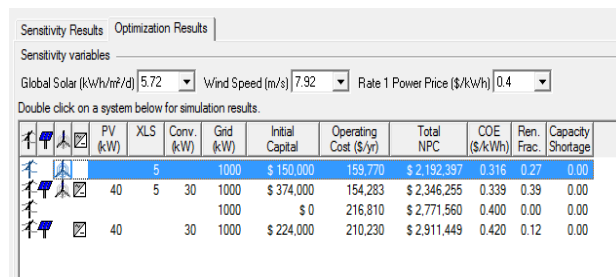 Sensitivity Results Optimization Results
Sensitivity variables
Global Solar (kWh/m²/d) 5.72 Wind Speed (m/s) 7.92 Rate 1 Power Price ($/kWh) 0.4
Double click on a system below for simulation results.
PV (kW) XLS Conv. (kW) Grid (kW) Initial Capital Operating Cost ($/yr) Total NPC COE ($/kWh) Ren. Frac. Capacity Shortage
5 1000 $ 150,000 159,770 $ 2,192,397 0.316 0.27 0.00
40 5 30 1000 $ 374,000 154,283 $ 2,346,255 0.339 0.39 0.00
1000 $ 0 216,810 $ 2,771,560 0.400 0.00 0.00
40 30 1000 $ 224,000 210,230 $ 2,911,449 0.420 0.12 0.00